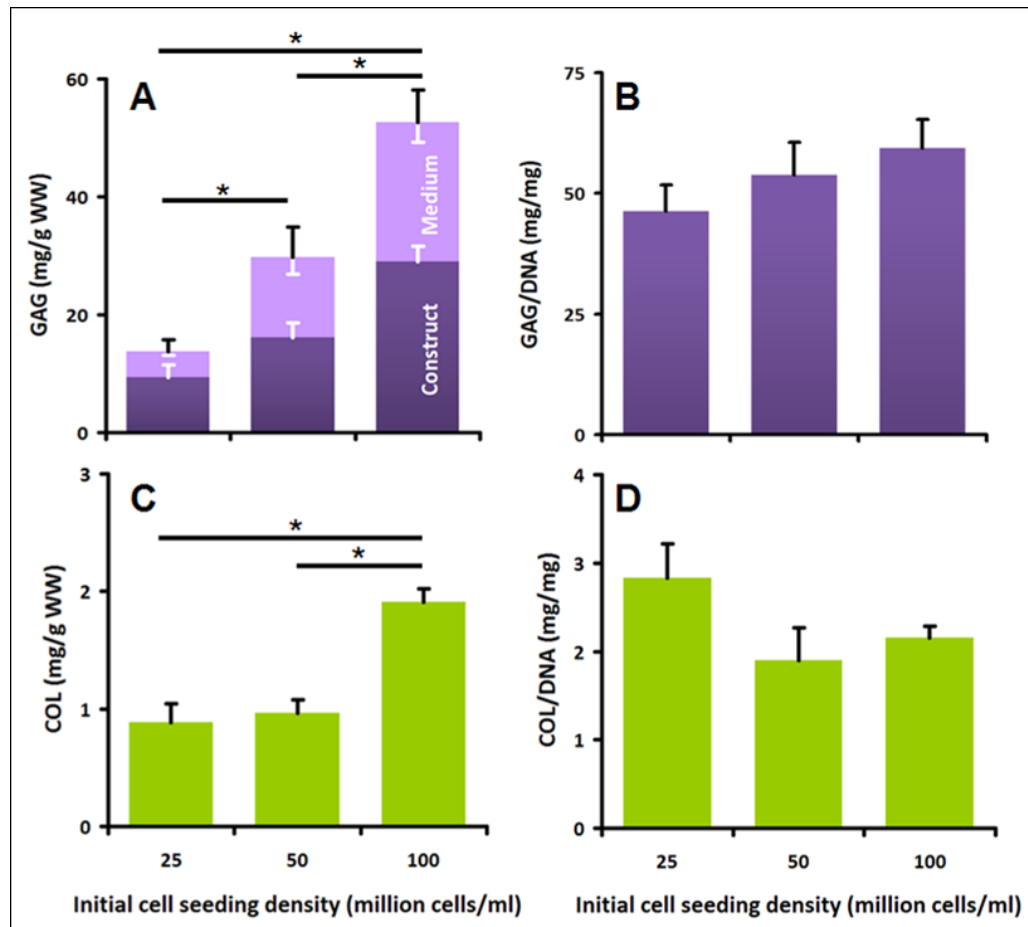 *
*
60
A
40
*
20
0
GAG (mg/g WW)
Medium
Construct
75
B
50
25
0
GAG/DNA (mg/mg)
3
C
*
*
2
1
0
COL (mg/g WW)
25 50 100
Initial cell seeding density (million cells/ml)
4
D
3
2
1
0
COL/DNA (mg/mg)
25 50 100
Initial cell seeding density (million cells/ml)